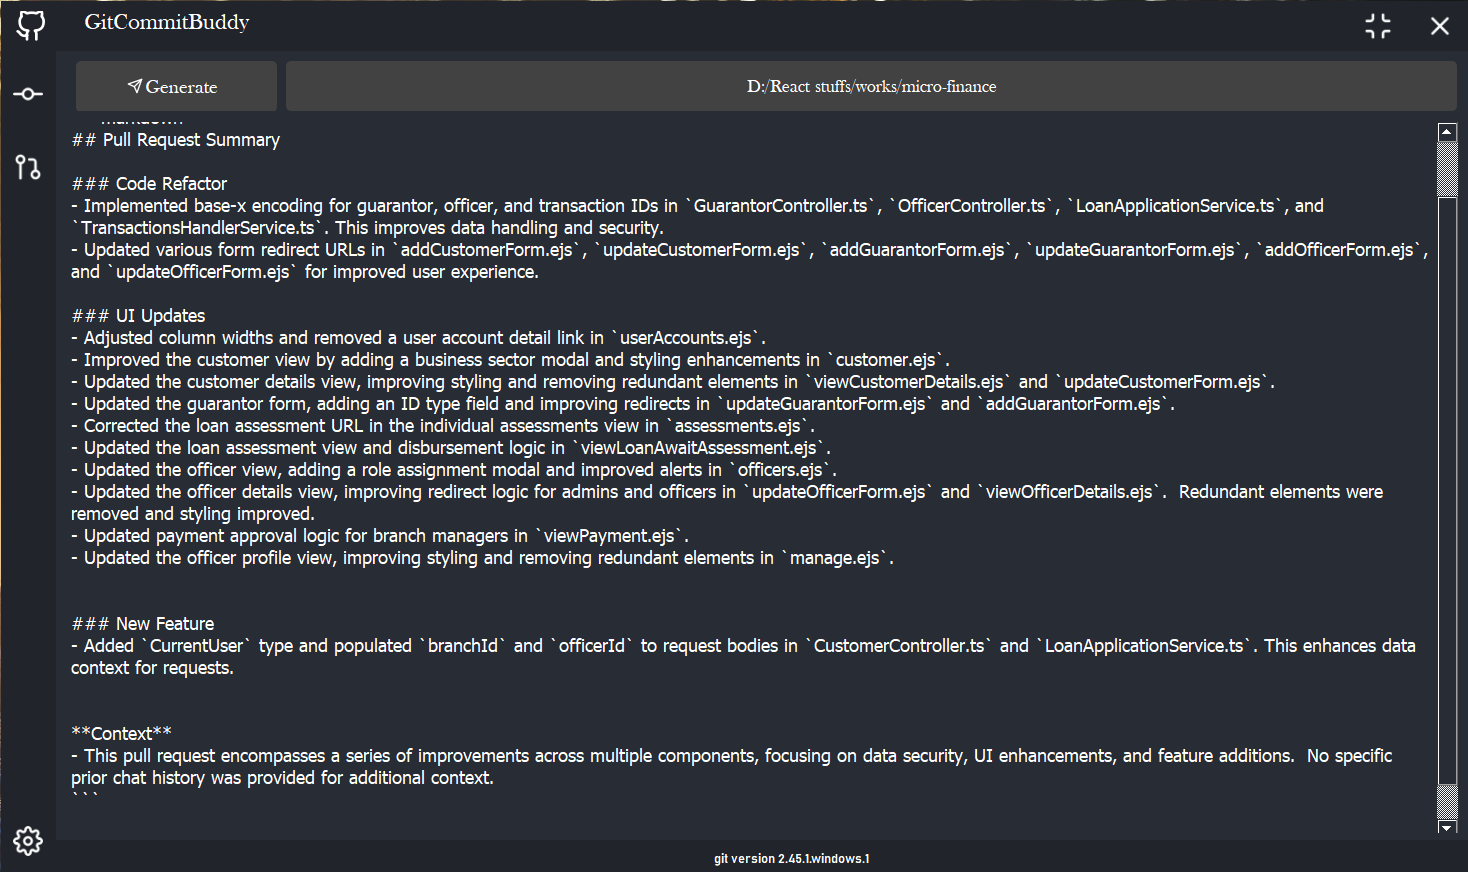 GitCommitBuddy
Generate
D:/React stuffs/works/micro-finance
markdown
## Pull Request Summary
### Code Refactor
- Implemented base-x encoding for guarantor, officer, and transaction IDs in `GuarantorController.ts`, `OfficerController.ts`, `LoanApplicationService.ts`, and
`TransactionsHandlerService.ts`. This improves data handling and security.
- Updated various form redirect URLs in `addCustomerForm.ejs`, `updateCustomerForm.ejs`, `addGuarantorForm.ejs`, `updateGuarantorForm.ejs`, `addOfficerForm.ejs`,
and `updateOfficerForm.ejs` for improved user experience.
### UI Updates
- Adjusted column widths and removed a user account detail link in `userAccounts.ejs`.
- Improved the customer view by adding a business sector modal and styling enhancements in `customer.ejs`.
- Updated the customer details view, improving styling and removing redundant elements in `viewCustomerDetails.ejs` and `updateCustomerForm.ejs`.
- Updated the guarantor form, adding an ID type field and improving redirects in `updateGuarantorForm.ejs` and `addGuarantorForm.ejs`.
- Corrected the loan assessment URL in the individual assessments view in `assessments.ejs`.
- Updated the loan assessment view and disbursement logic in `viewLoanAwaitAssessment.ejs`.
- Updated the officer view, adding a role assignment modal and improved alerts in `officers.ejs`.
- Updated the officer details view, improving redirect logic for admins and officers in `updateOfficerForm.ejs` and `viewOfficerDetails.ejs`.  Redundant elements were
removed and styling improved.
- Updated payment approval logic for branch managers in `viewPayment.ejs`.
- Updated the officer profile view, improving styling and removing redundant elements in `manage.ejs`.
### New Feature
- Added `CurrentUser` type and populated `branchId` and `officerId` to request bodies in `CustomerController.ts` and `LoanApplicationService.ts`. This enhances data
context for requests.
**Context**
- This pull request encompasses a series of improvements across multiple components, focusing on data security, UI enhancements, and feature additions.  No specific
prior chat history was provided for additional context.
```
git version 2.45.1.windows.1